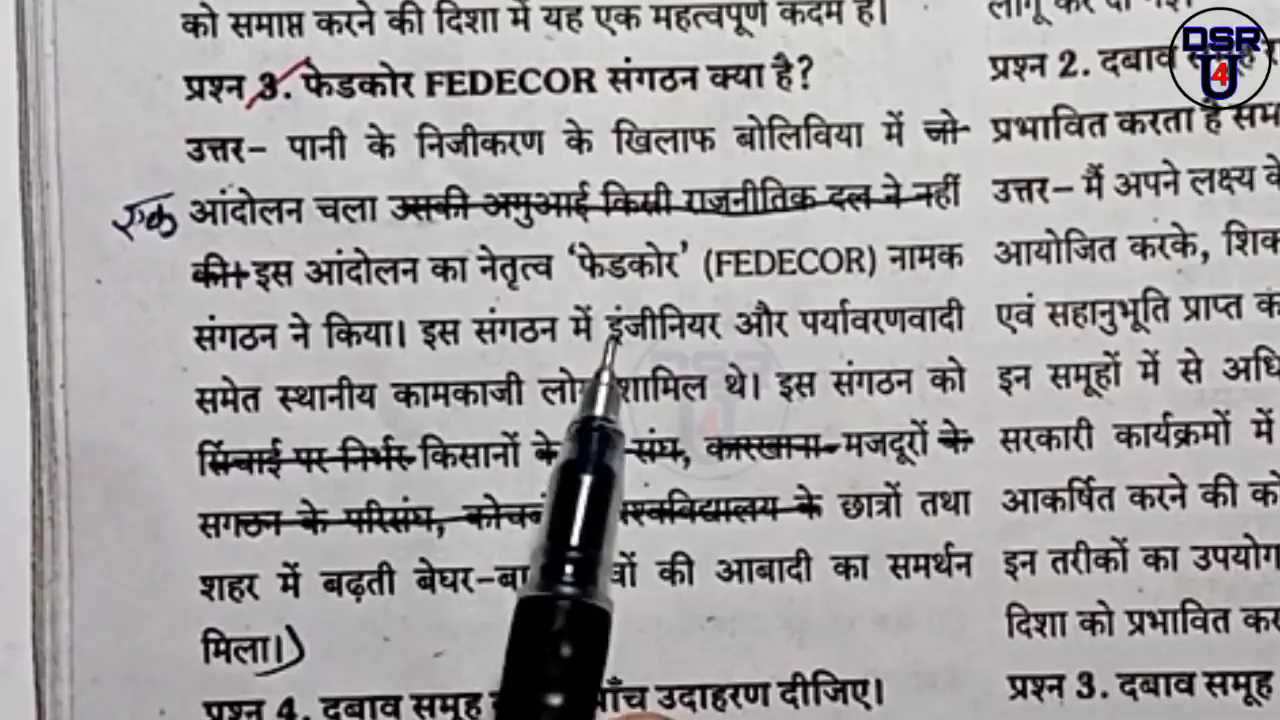 को समाप्त करने की दिशा में यह एक महत्वपूर्ण कदम है।
प्रश्न 3. फेडकोर FEDECOR संगठन क्या है?
उत्तर- पानी के निजीकरण के खिलाफ बोलिविया में जो
एक आंदोलन चला उसकी अगुआई किसी राजनीतिक दल ने नहीं
की। इस आंदोलन का नेतृत्व 'फेडकोर' (FEDECOR) नामक
संगठन ने किया। इस संगठन में इंजीनियर और पर्यावरणवादी
समेत स्थानीय कामकाजी शामिल थे। इस संगठन को
सिंचाई पर निर्भर किसानों के संघ, कारखाना मजदूरों के
सगठन के परिसंघ, के छात्रों तथा
शहर में बढ़ती बेघर- की आबादी का समर्थन
मिला।)
प्रश्न 4. दबाव समूह उदाहरण दीजिए।
प्रश्न 2. दबाव
प्रभावित करता है
उत्तर- मैं अपने लक्ष्य
आयोजित करके,
एवं सहानुभूति प्राप्त
इन समूहों में से
सरकारी कार्यक्रमों में
आकर्षित करने की
इन तरीकों का उपयोग
दिशा को प्रभावित
प्रश्न 3. दबाव समूह
DSR
U
4